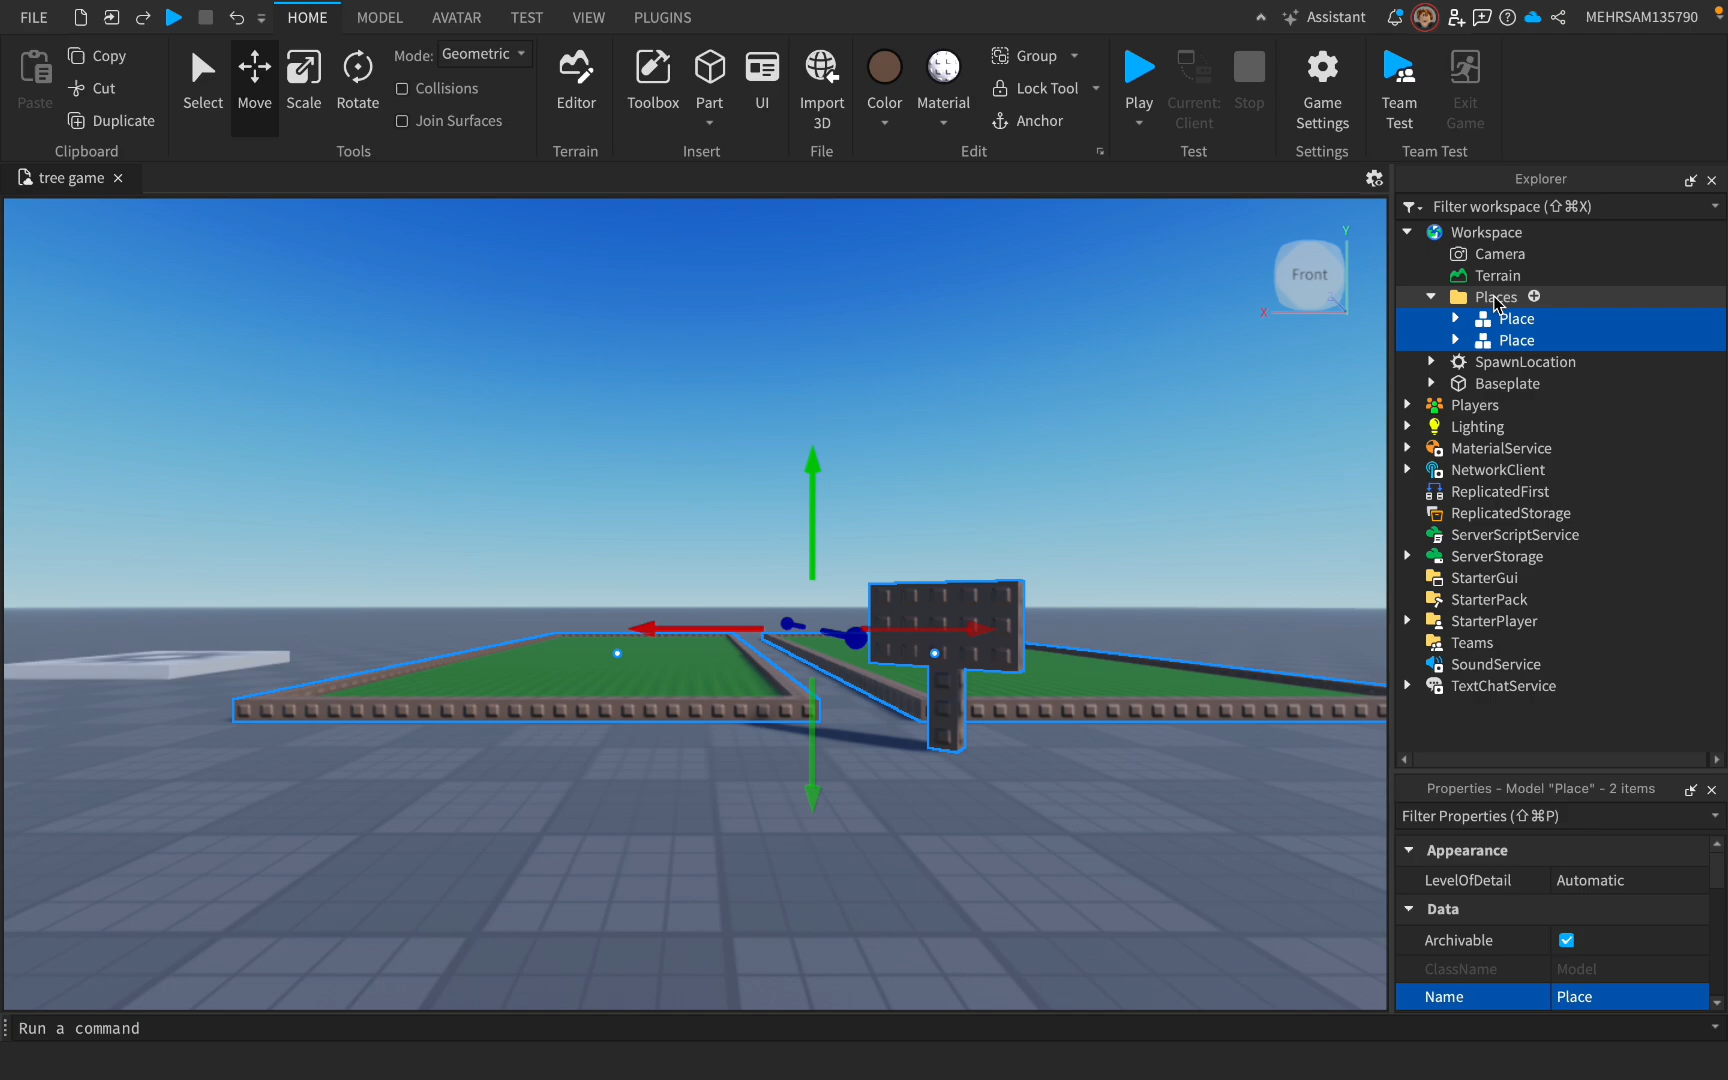 FILE HOME MODEL AVATAR TEST VIEW PLUGINS Assistant MEHRSAM135790
Paste Copy Cut Duplicate
Clipboard
Select Move Scale Rotate
Mode: Geometric
Collisions
Join Surfaces
Tools
Editor
Terrain
Toolbox Part UI
Insert
Import
3D
File
Color Material
Group
Lock Tool
Anchor
Edit
Play Current: Stop
Client
Test
Game
Settings
Settings
Team Exit
Test Game
Team Test
tree game
Front
Y
X
Z
Explorer
Filter workspace (⇧⌘X)
Workspace
Camera
Terrain
Places
Place
Place
SpawnLocation
Baseplate
Players
Lighting
MaterialService
NetworkClient
ReplicatedFirst
ReplicatedStorage
ServerScriptService
ServerStorage
StarterGui
StarterPack
StarterPlayer
Teams
SoundService
TextChatService
Properties - Model "Place" - 2 items
Filter Properties (⇧⌘P)
Appearance
LevelOfDetail Automatic
Data
Archivable
ClassName Model
Name Place
Run a command